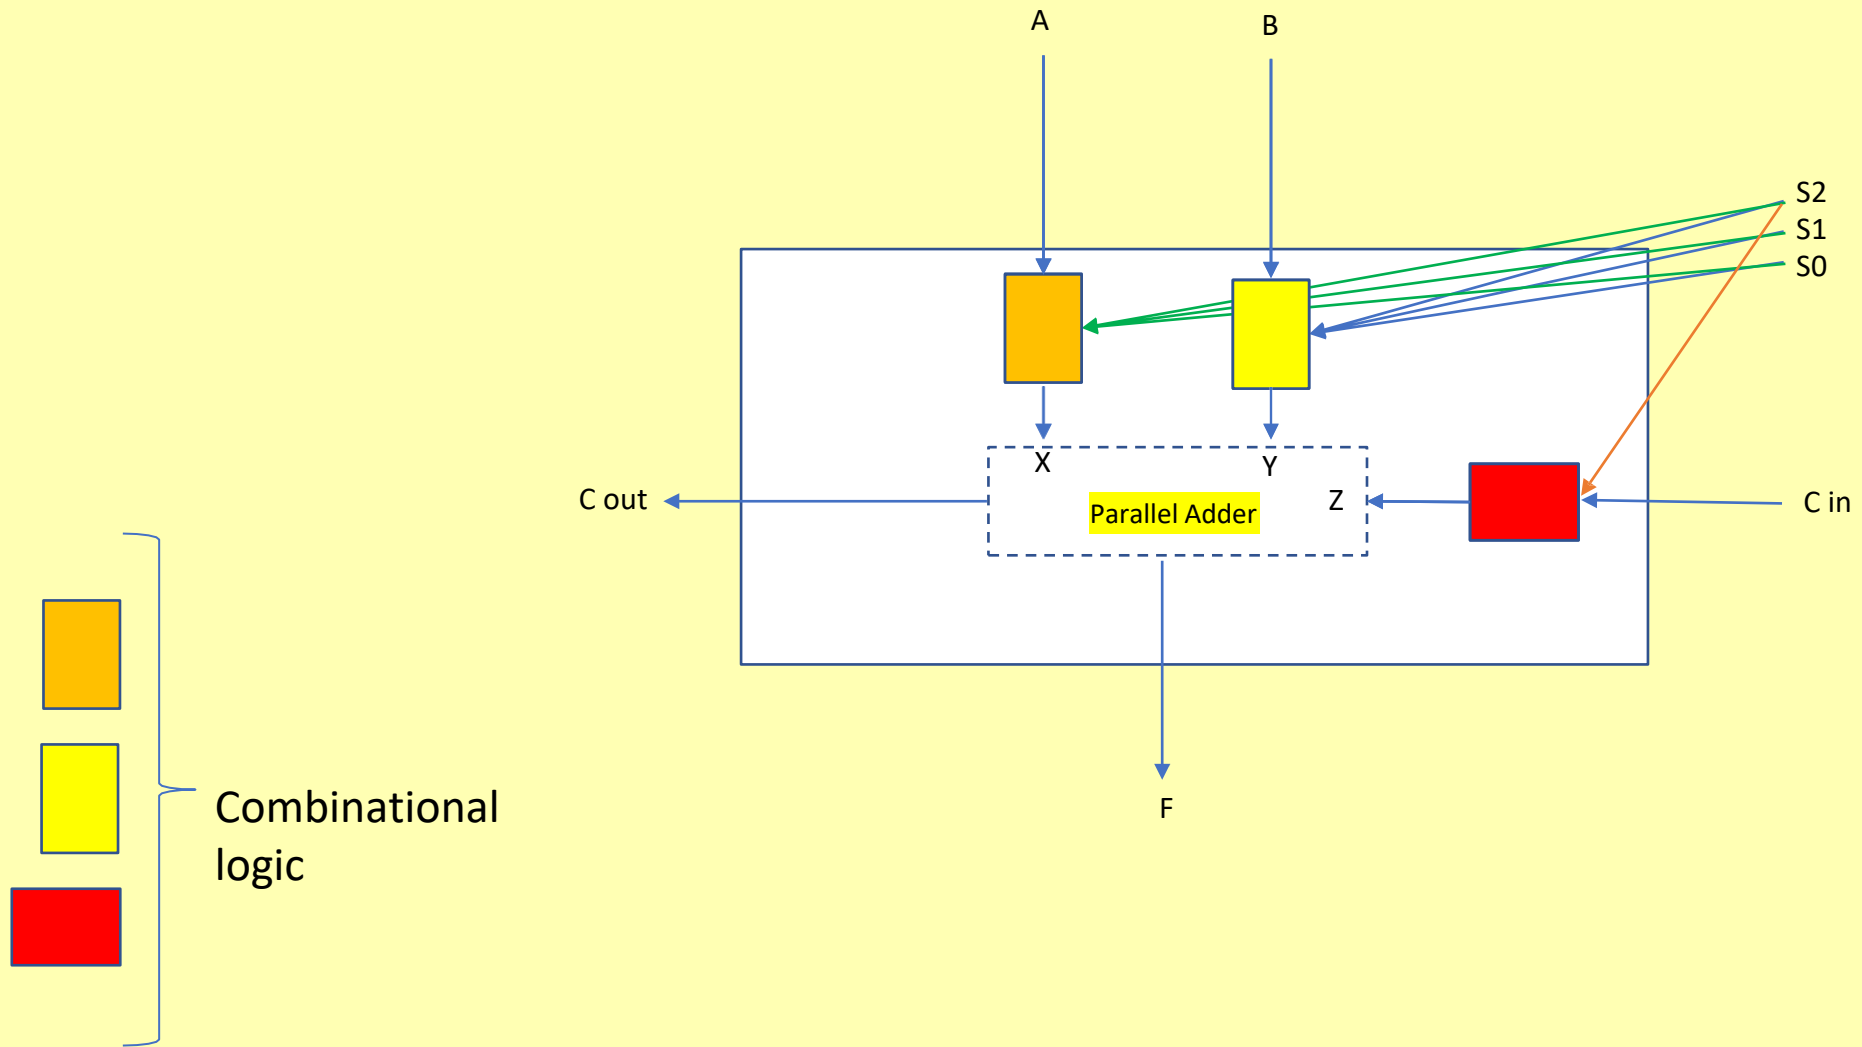 A
B
S2
S1
S0
X
Y
C out
Parallel Adder
Z
C in
F
Combinational
logic